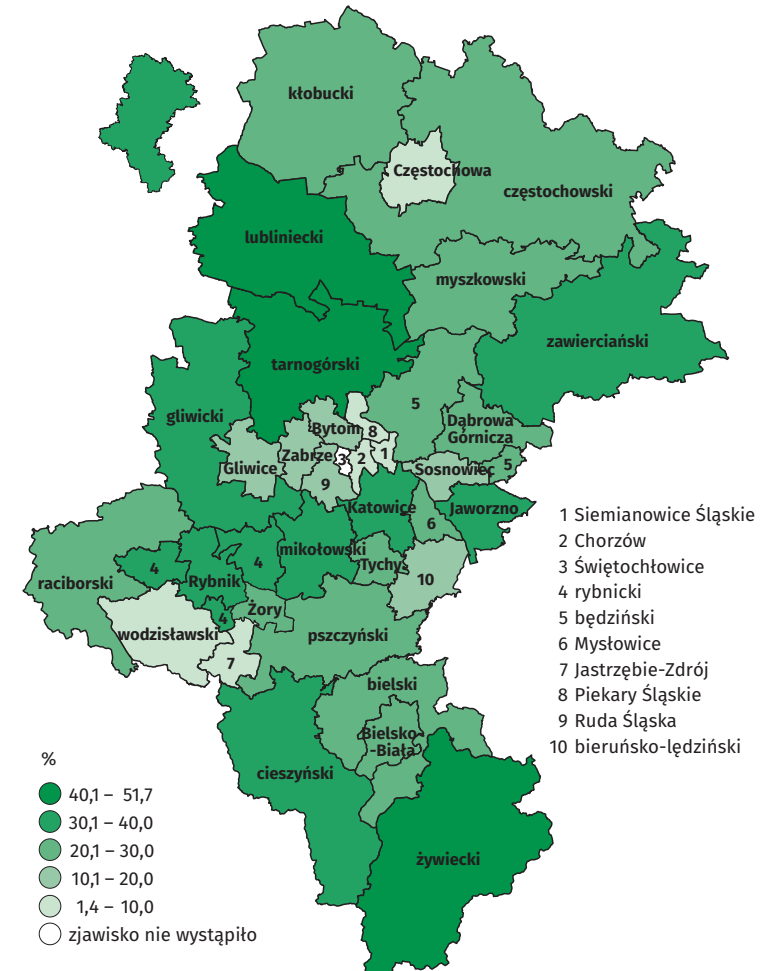 kłobucki
Częstochowa
częstochowski
lubliniecki
myszkowski
zawierciański
tarnogórski
gliwicki
5
Dąbrowa
Górnicza
Bytom
8
Zabrze
3
2
1
Gliwice
Sosnowiec
5
9
Katowice
Jaworzno
6
mikołowski
4
4
Rybnik
Tychy
10
raciborski
4
Żory
wodzisławski
pszczyński
7
bielski
Bielsko-
-Biała
cieszyński
żywiecki
1 Siemianowice Śląskie
2 Chorzów
3 Świętochłowice
4 rybnicki
5 będziński
6 Mysłowice
7 Jastrzębie-Zdrój
8 Piekary Śląskie
9 Ruda Śląska
10 bieruńsko-lędziński
%
40,1 – 51,7
30,1 – 40,0
20,1 – 30,0
10,1 – 20,0
1,4 – 10,0
zjawisko nie wystąpiło